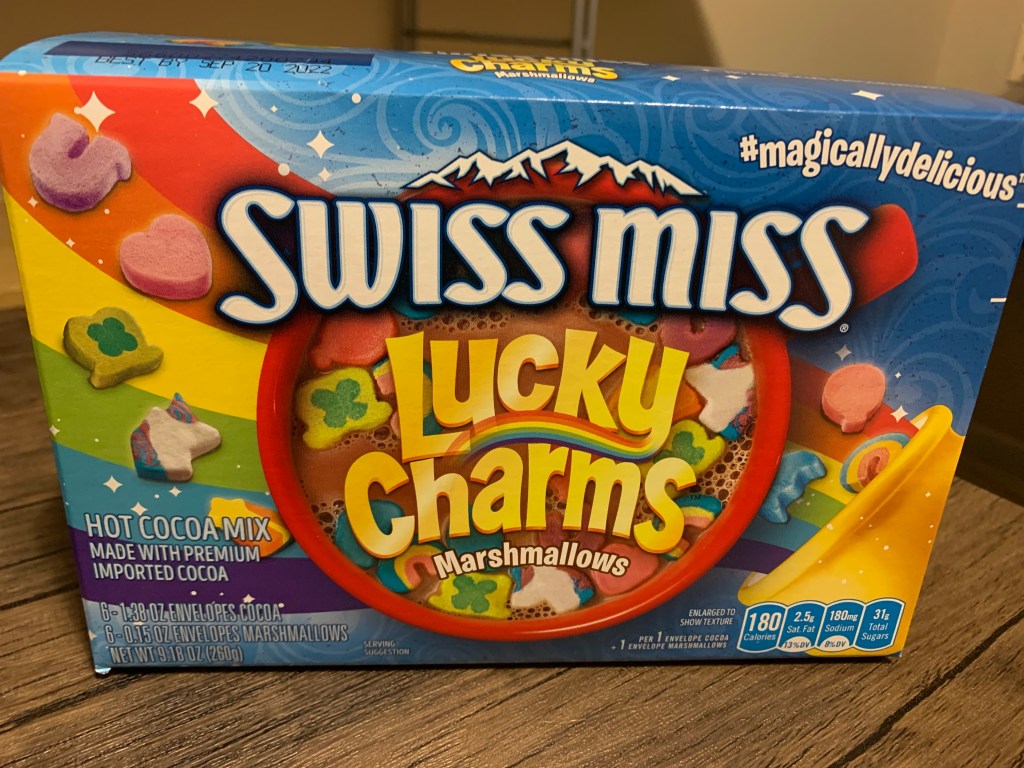 BEST BY SEP 20 2022
Charms
Marshmallows
#magicallydelicious™
SWISS MISS®
Lucky
Charms
Marshmallows
HOT COCOA MIX
MADE WITH PREMIUM
IMPORTED COCOA
6-1.38 OZ ENVELOPES COCOA
6-0.15 OZ ENVELOPES MARSHMALLOWS
NET WT 9.18 OZ (260g)
SERVING
SUGGESTION
ENLARGED TO
SHOW TEXTURE
PER 1 ENVELOPE COCOA
+ 1 ENVELOPE MARSHMALLOWS
180 Calories
2.5g Sat. Fat 13% DV
180mg Sodium 8% DV
31g Total Sugars